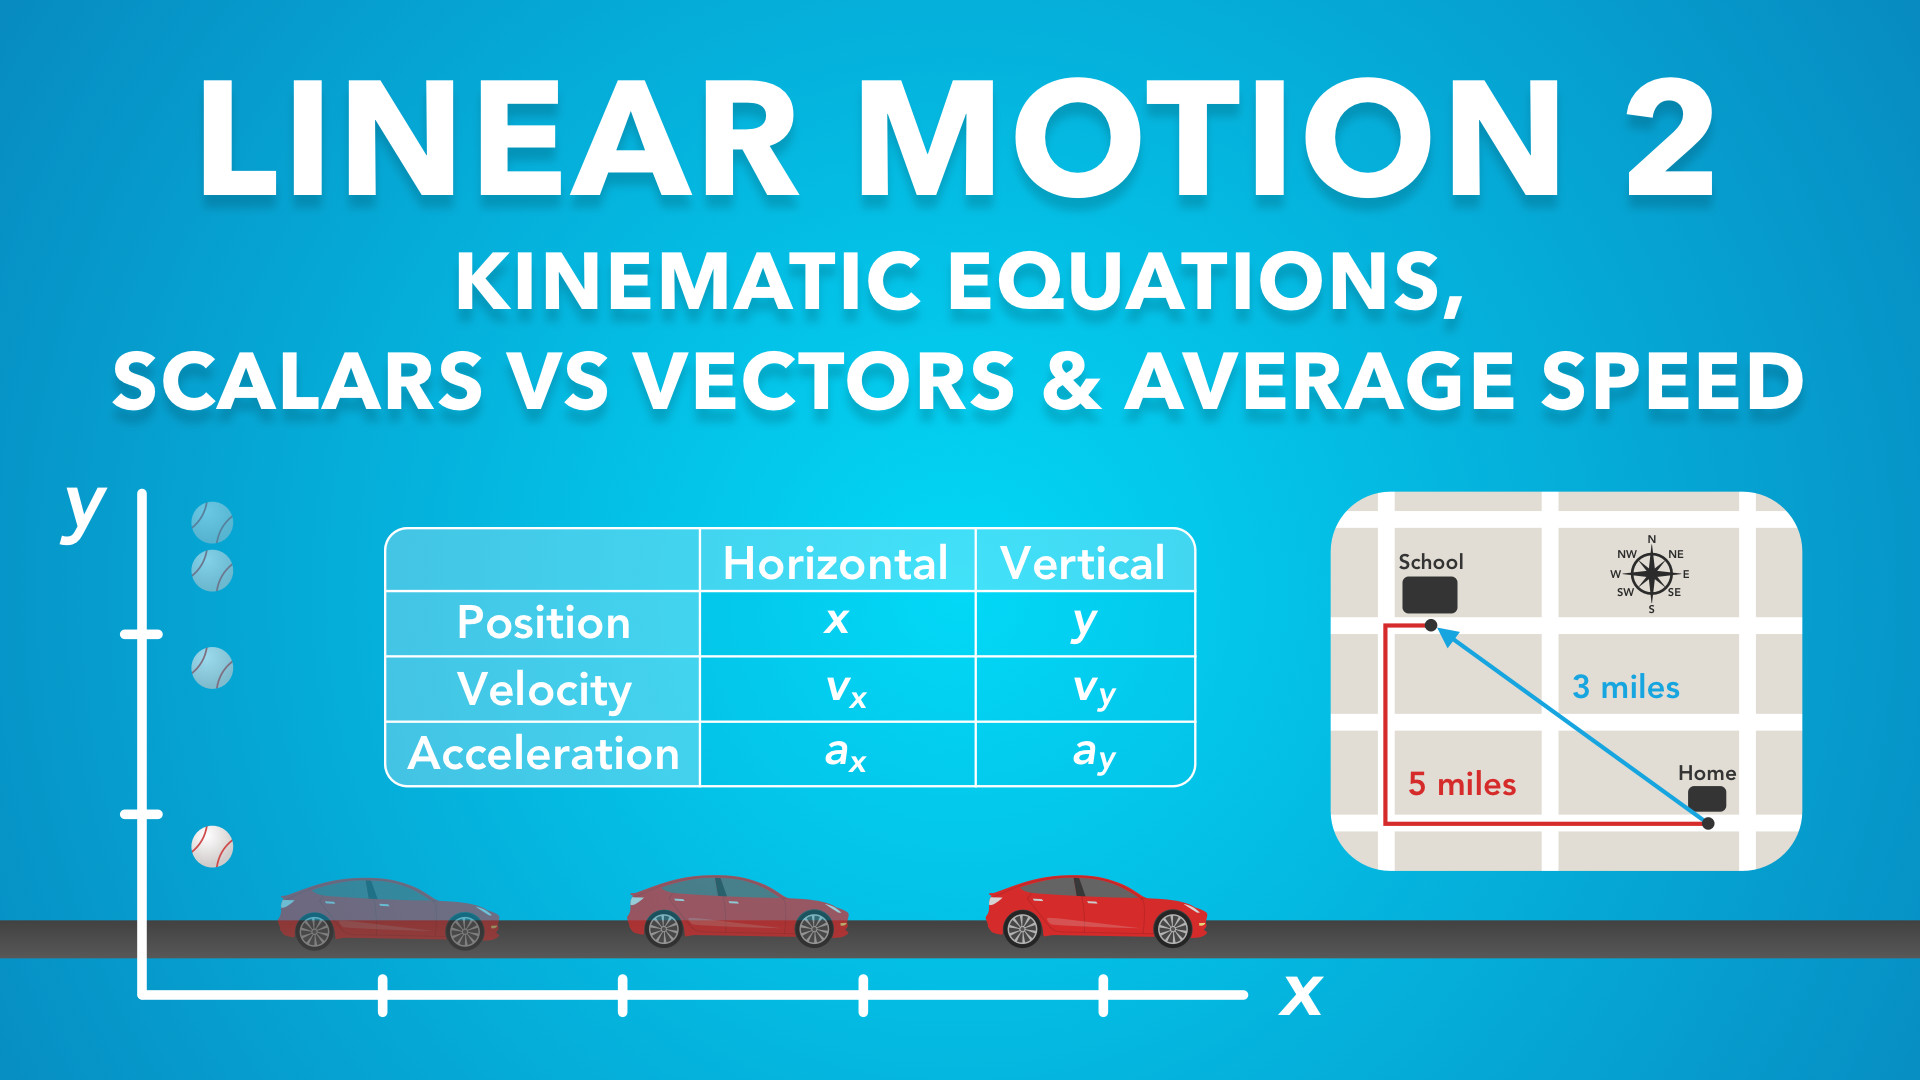 LINEAR MOTION 2
KINEMATIC EQUATIONS,
SCALARS VS VECTORS & AVERAGE SPEED
y
Horizontal Vertical
Position x y
Velocity vx vy
Acceleration ax ay
x
School
N
NW NE
W E
SW SE
S
3 miles
Home
5 miles